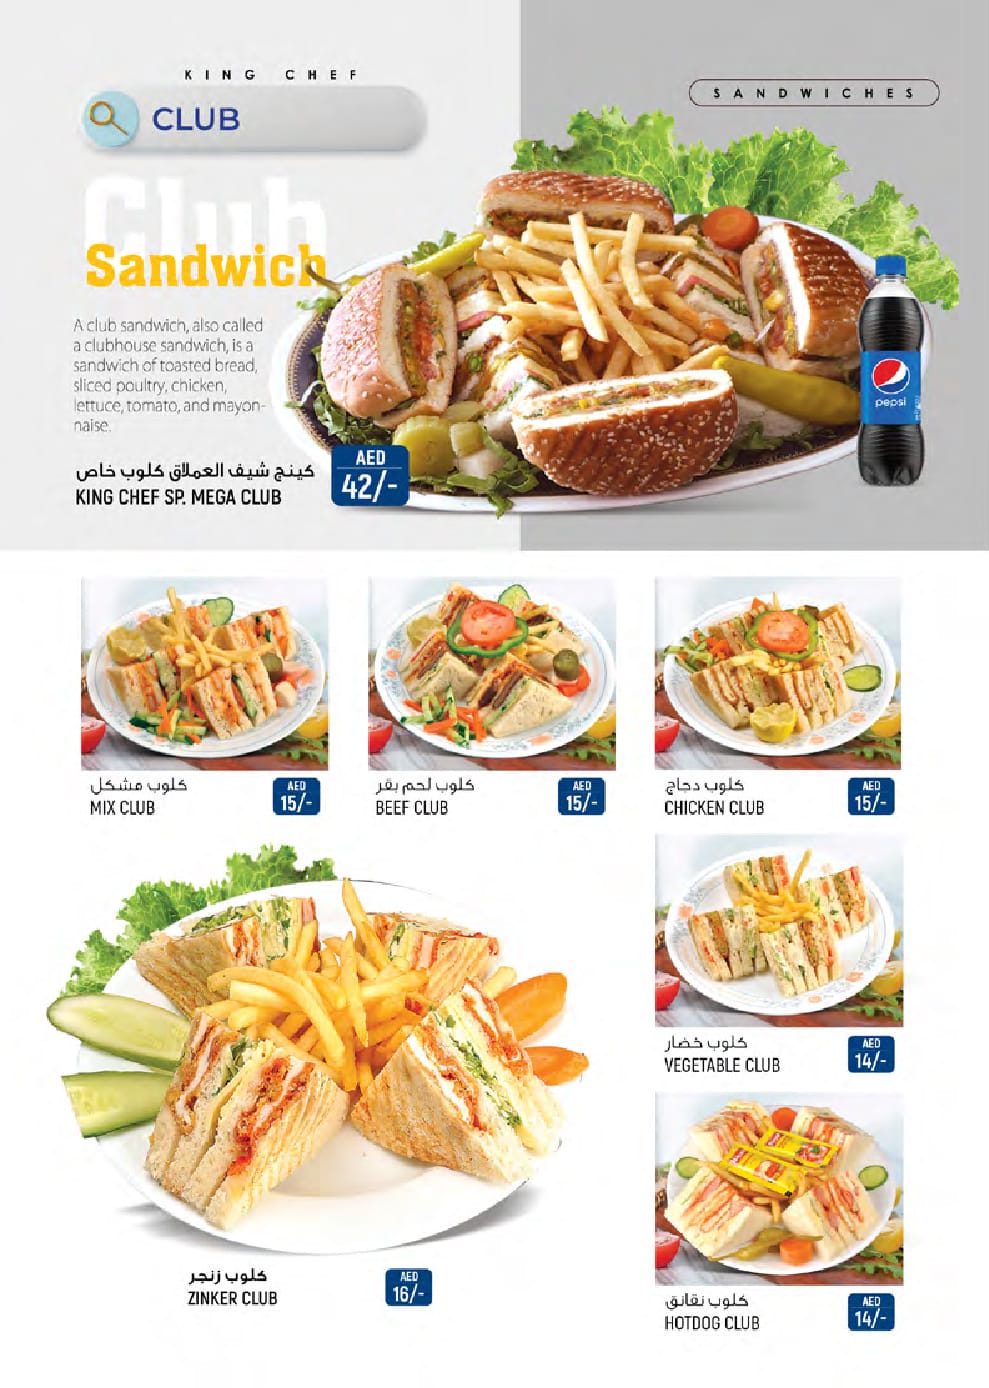 KING CHEF
CLUB
SANDWICHES
Club
Sandwich
A club sandwich, also called
a clubhouse sandwich, is a
sandwich of toasted bread,
sliced poultry, chicken,
lettuce, tomato, and mayon-
naise.
كينج شيف العملاق كلوب خاص
KING CHEF SP. MEGA CLUB
AED
42/-
pepsi
كلوب مشكل
MIX CLUB
AED
15/-
كلوب لحم بقر
BEEF CLUB
AED
15/-
كلوب دجاج
CHICKEN CLUB
AED
15/-
كلوب خضار
VEGETABLE CLUB
AED
14/-
كلوب زنجر
ZINKER CLUB
AED
16/-
كلوب نقانق
HOTDOG CLUB
AED
14/-